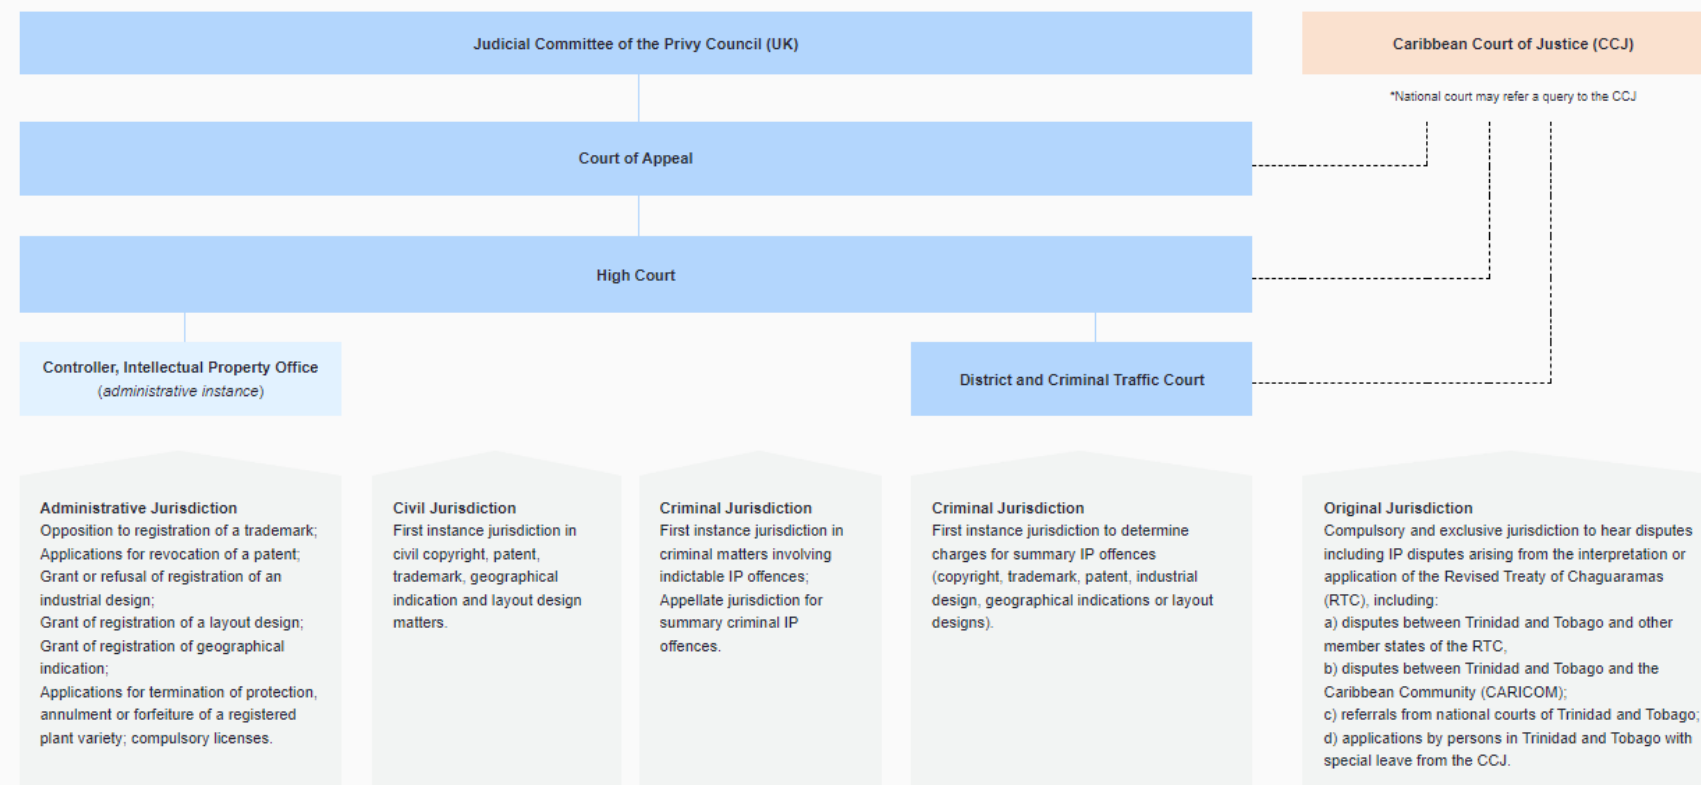 Judicial Committee of the Privy Council (UK)
Caribbean Court of Justice (CCJ)
*National court may refer a query to the CCJ
Court of Appeal
High Court
Controller, Intellectual Property Office
(administrative instance)
District and Criminal Traffic Court
Administrative Jurisdiction
Opposition to registration of a trademark;
Applications for revocation of a patent;
Grant or refusal of registration of an
industrial design;
Grant of registration of a layout design;
Grant of registration of geographical
indication;
Applications for termination of protection,
annulment or forfeiture of a registered
plant variety; compulsory licenses.
Civil Jurisdiction
First instance jurisdiction in
civil copyright, patent,
trademark, geographical
indication and layout design
matters.
Criminal Jurisdiction
First instance jurisdiction in
criminal matters involving
indictable IP offences;
Appellate jurisdiction for
summary criminal IP
offences.
Criminal Jurisdiction
First instance jurisdiction to determine
charges for summary IP offences
(copyright, trademark, patent, industrial
design, geographical indications or layout
designs).
Original Jurisdiction
Compulsory and exclusive jurisdiction to hear disputes
including IP disputes arising from the interpretation or
application of the Revised Treaty of Chaguaramas
(RTC), including:
a) disputes between Trinidad and Tobago and other
member states of the RTC,
b) disputes between Trinidad and Tobago and the
Caribbean Community (CARICOM);
c) referrals from national courts of Trinidad and Tobago;
d) applications by persons in Trinidad and Tobago with
special leave from the CCJ.